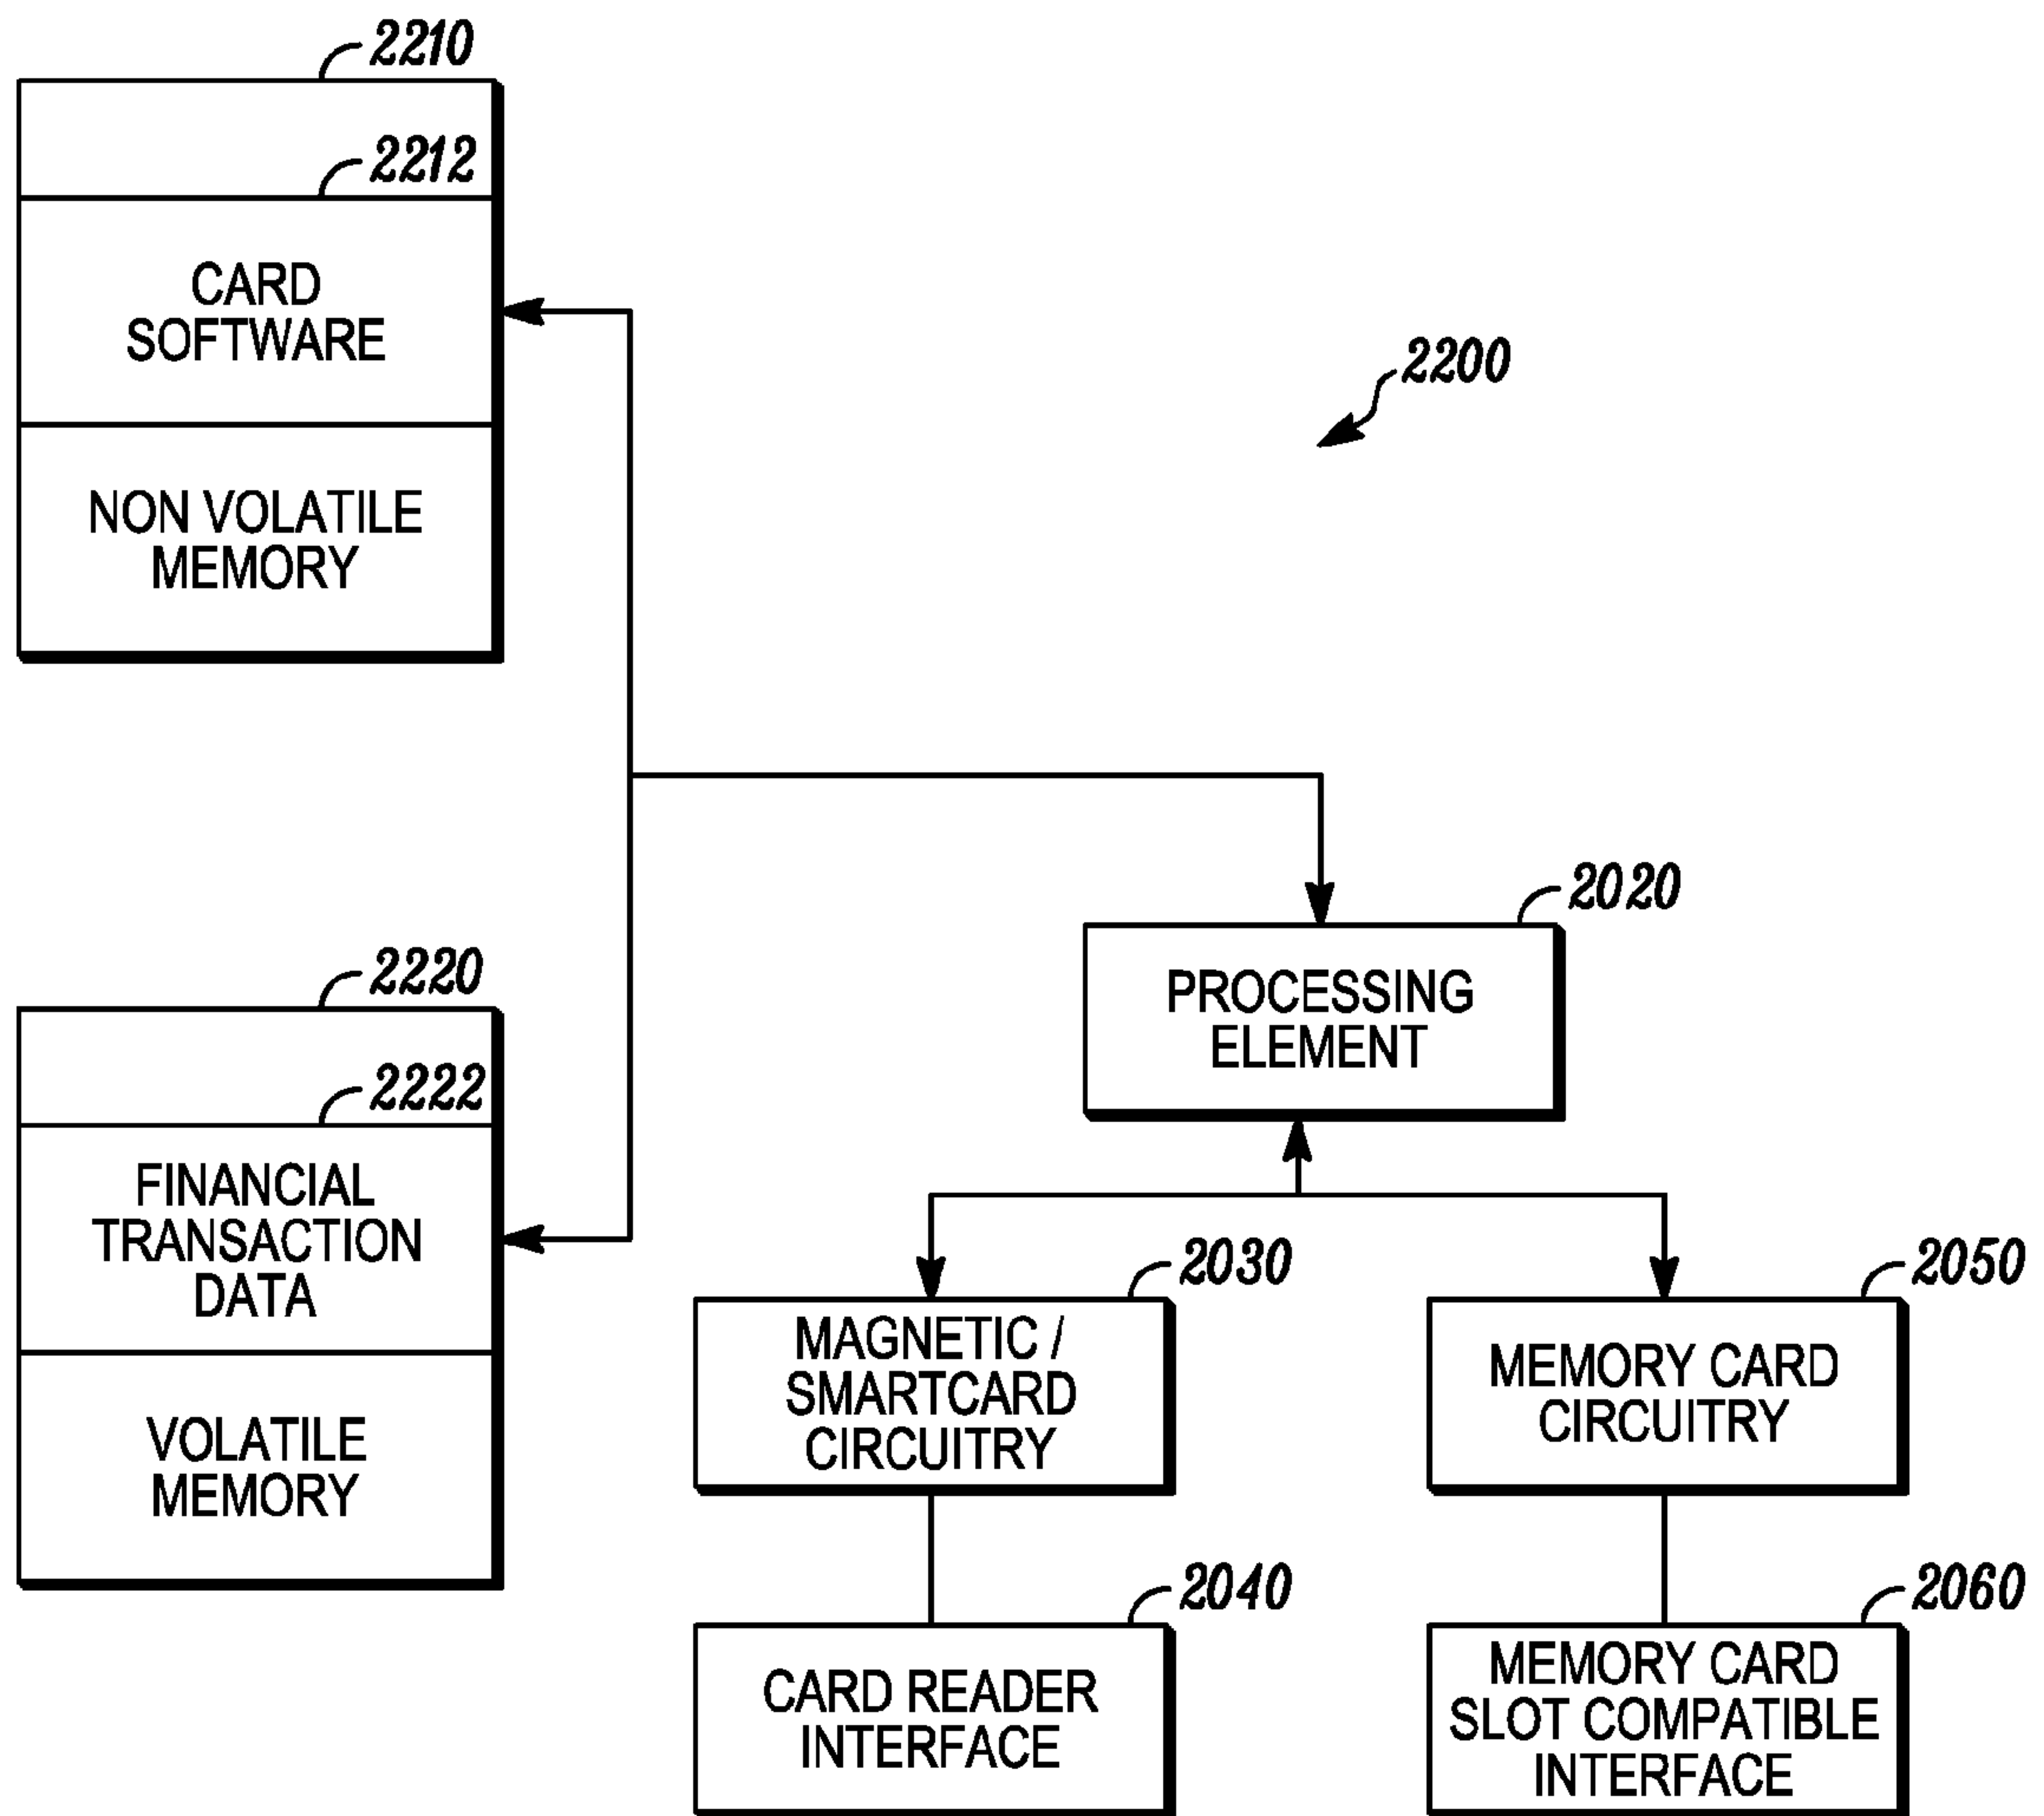 2210
2212
CARD
SOFTWARE
NON VOLATILE
MEMORY
2200
2220
2222
FINANCIAL
TRANSACTION
DATA
VOLATILE
MEMORY
2020
PROCESSING
ELEMENT
2030
MAGNETIC /
SMARTCARD
CIRCUITRY
2050
MEMORY CARD
CIRCUITRY
2040
CARD READER
INTERFACE
2060
MEMORY CARD
SLOT COMPATIBLE
INTERFACE